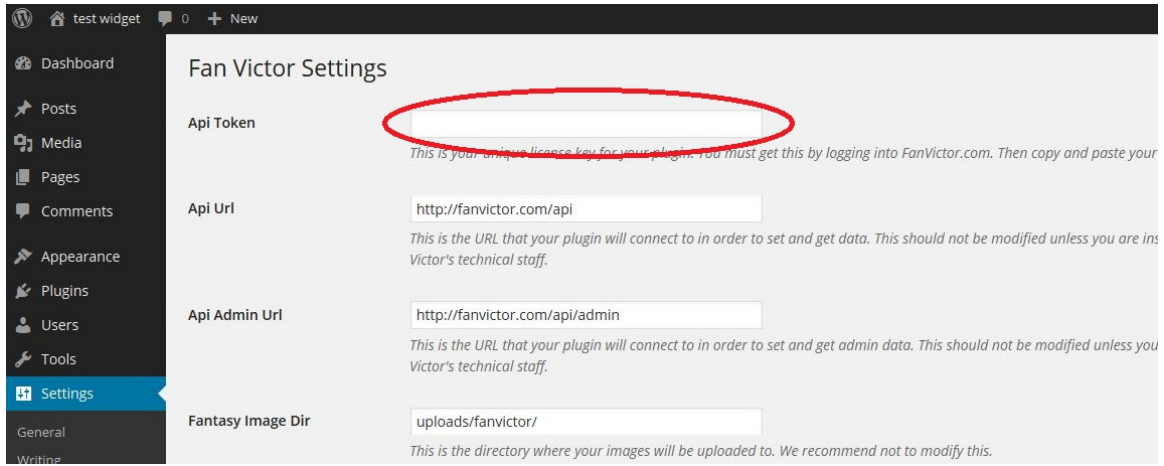 test widget 0 New
Dashboard
Posts
Media
Pages
Comments
Appearance
Plugins
Users
Tools
Settings
General
Writing
Fan Victor Settings
Api Token
This is your unique license key for your plugin. You must get this by logging into FanVictor.com. Then copy and paste your
Api Url
http://fanvictor.com/api
This is the URL that your plugin will connect to in order to set and get data. This should not be modified unless you are ins
Victor's technical staff.
Api Admin Url
http://fanvictor.com/api/admin
This is the URL that your plugin will connect to in order to set and get admin data. This should not be modified unless you
Victor's technical staff.
Fantasy Image Dir
uploads/fanvictor/
This is the directory where your images will be uploaded to. We recommend not to modify this.